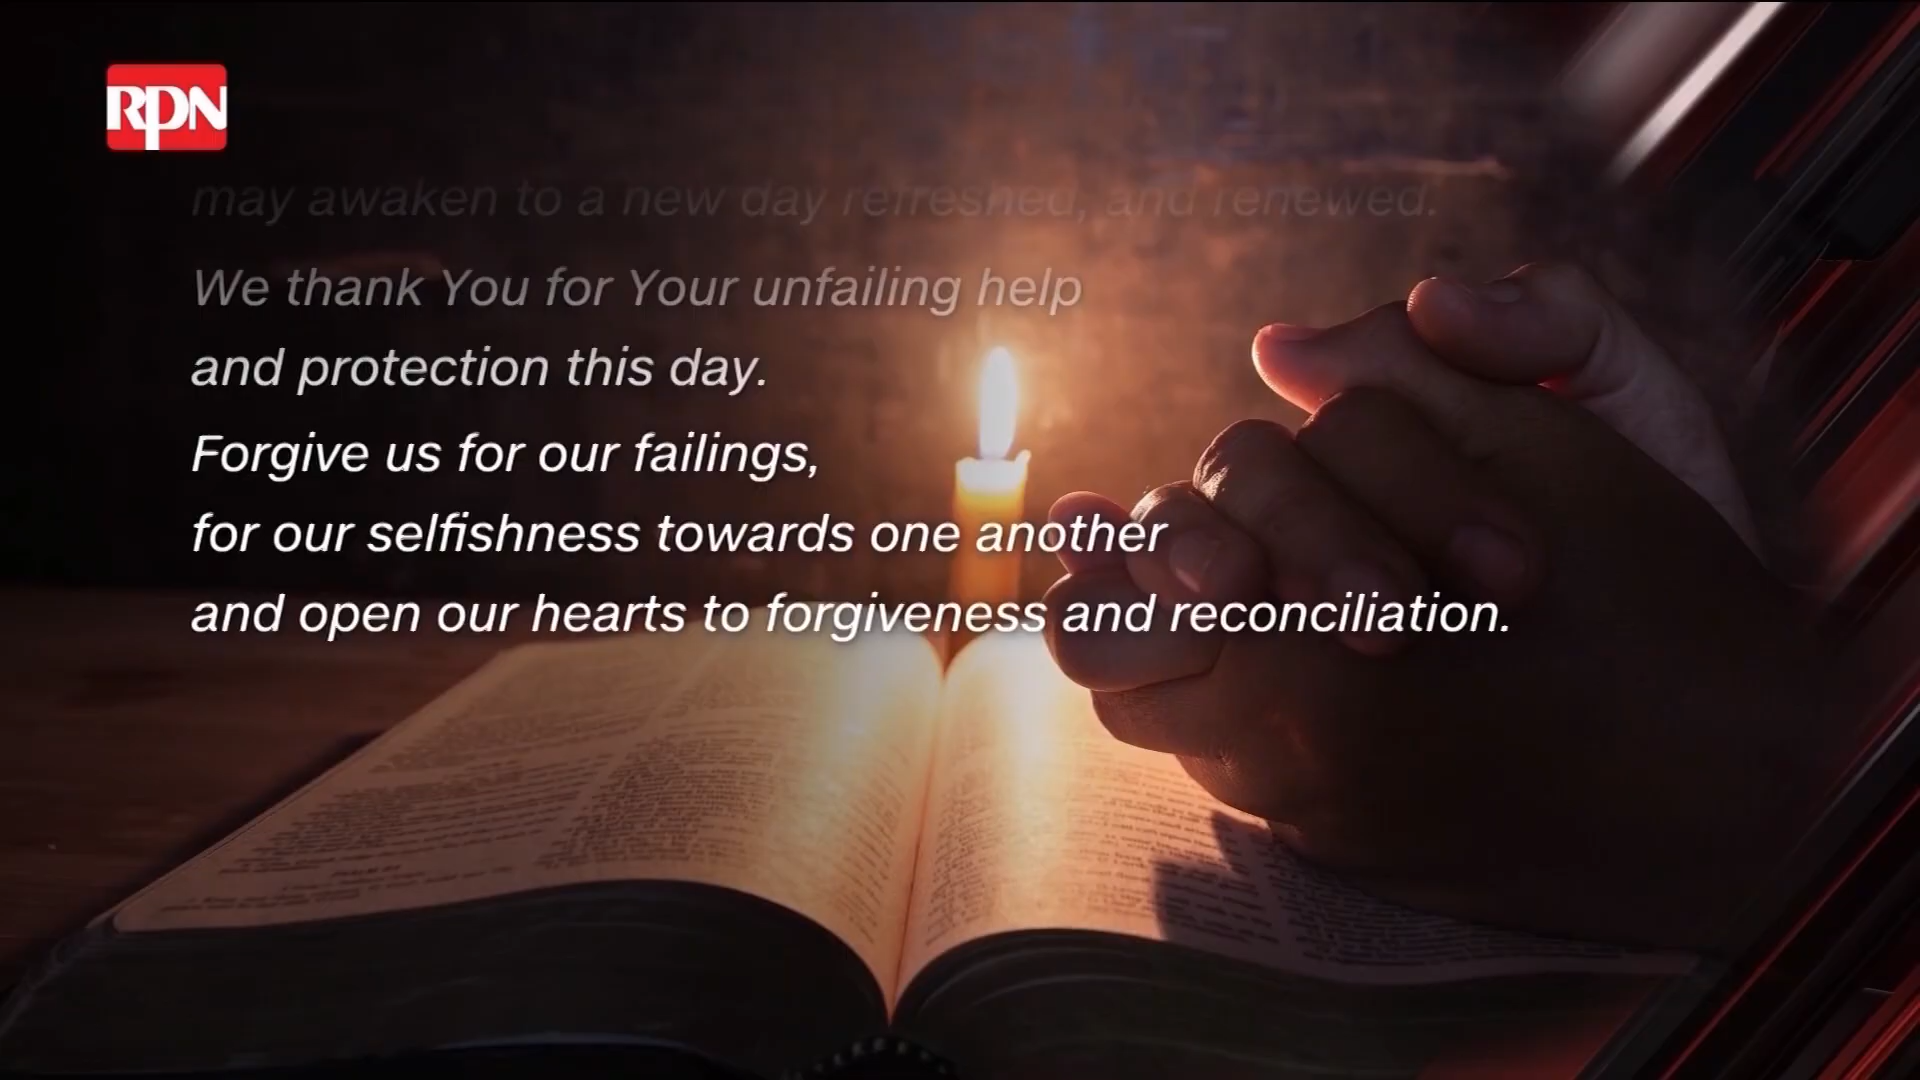 RPN
may awaken to a new day refreshed, and renewed.
We thank You for Your unfailing help
and protection this day.
Forgive us for our failings,
for our selfishness towards one another
and open our hearts to forgiveness and reconciliation.